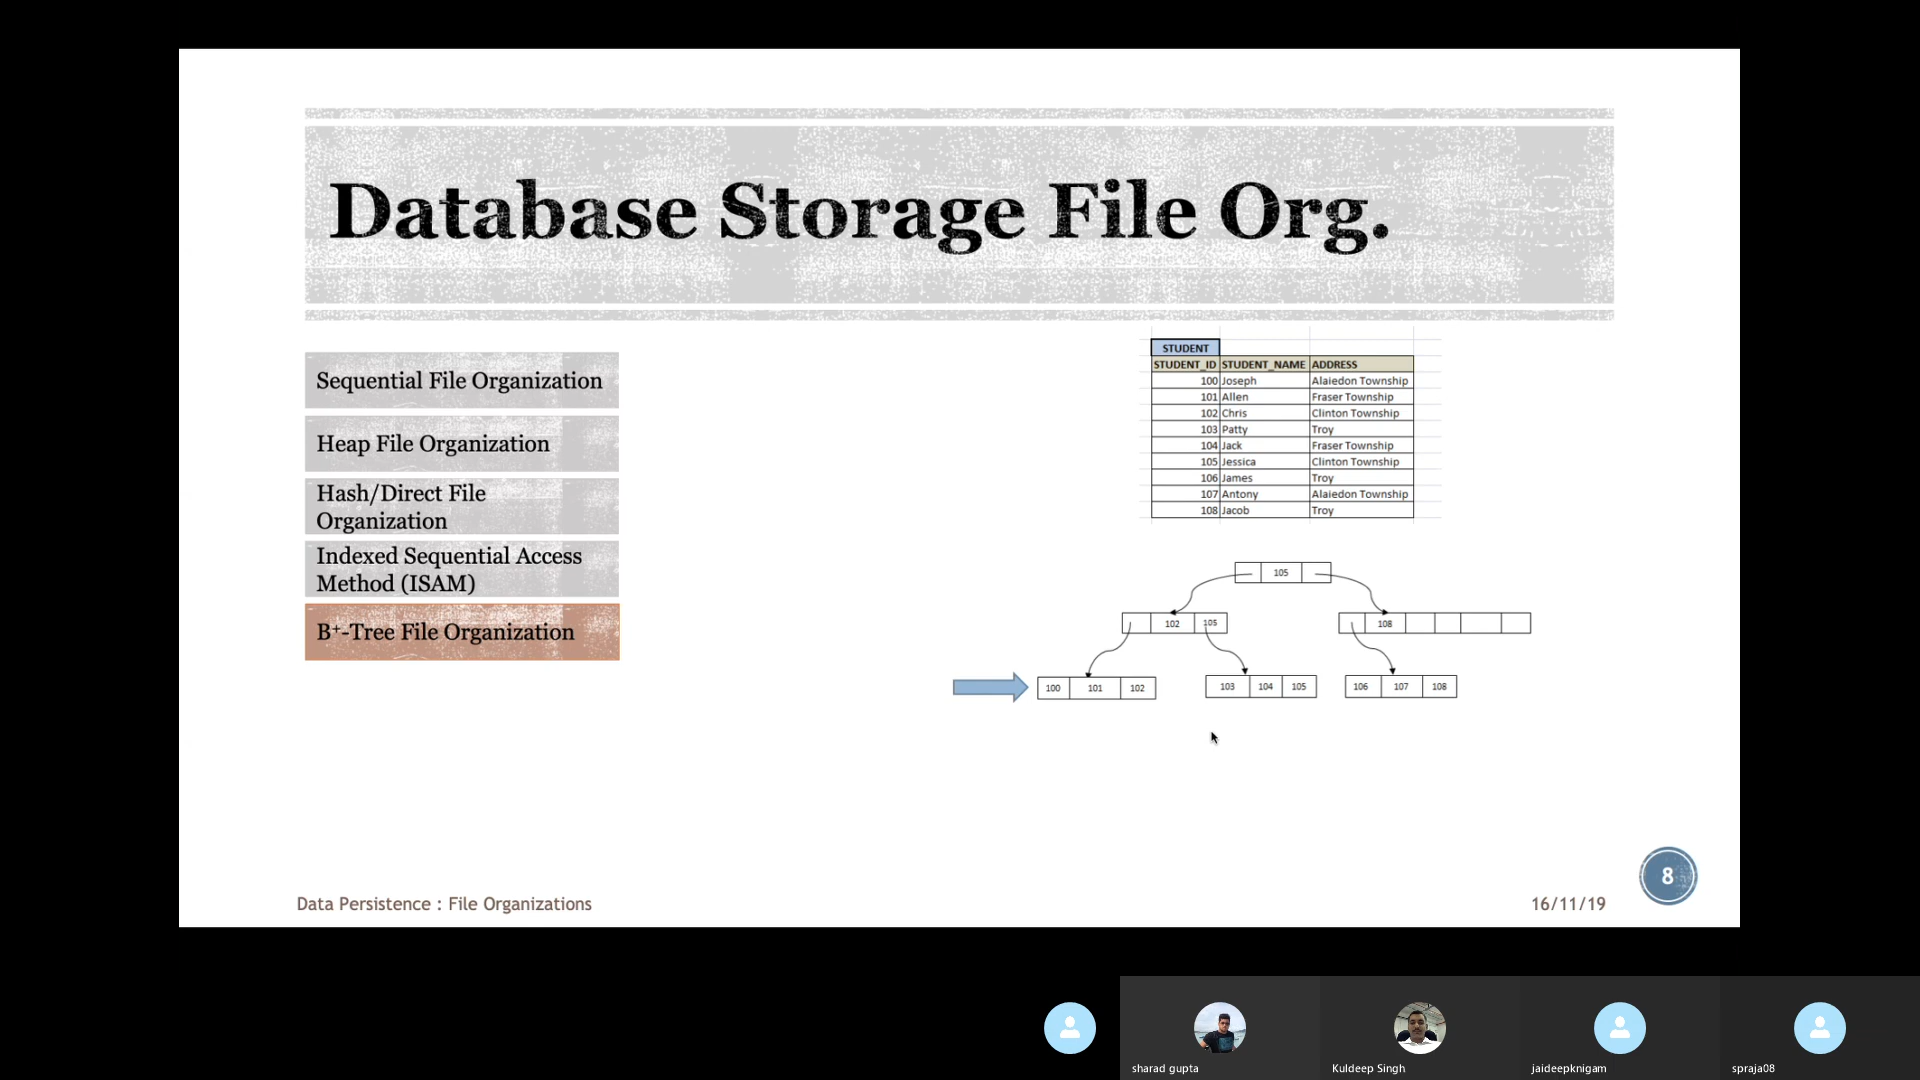 Database Storage File Org.
Sequential File Organization
Heap File Organization
Hash/Direct File
Organization
Indexed Sequential Access
Method (ISAM)
B+-Tree File Organization
STUDENT
STUDENT_ID STUDENT_NAME ADDRESS
100 Joseph Alaiedon Township
101 Allen Fraser Township
102 Chris Clinton Township
103 Patty Troy
104 Jack Fraser Township
105 Jessica Clinton Township
106 James Troy
107 Antony Alaiedon Township
108 Jacob Troy
105
102 105 108
100 101 102 103 104 105 106 107 108
Data Persistence : File Organizations
16/11/19
8
sharad gupta
Kuldeep Singh
jaideepknigam
spraja08